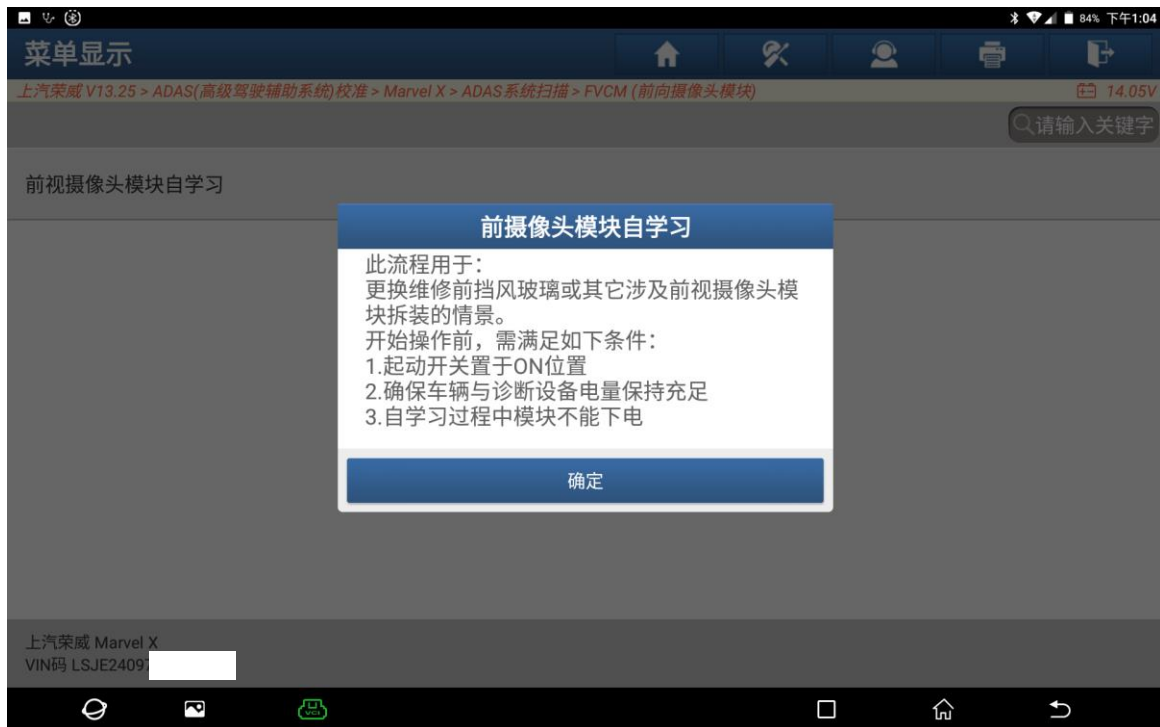 84% 下午1:04
菜单显示
上汽荣威 V13.25 > ADAS(高级驾驶辅助系统)校准 > Marvel X > ADAS系统扫描 > FVCM (前向摄像头模块)
14.05V
请输入关键字
前视摄像头模块自学习
前摄像头模块自学习
此流程用于：
更换维修前挡风玻璃或其它涉及前视摄像头模
块拆装的情景。
开始操作前，需满足如下条件：
1.起动开关置于ON位置
2.确保车辆与诊断设备电量保持充足
3.自学习过程中模块不能下电
确定
上汽荣威 Marvel X
VIN码 LSJE24097
VCI